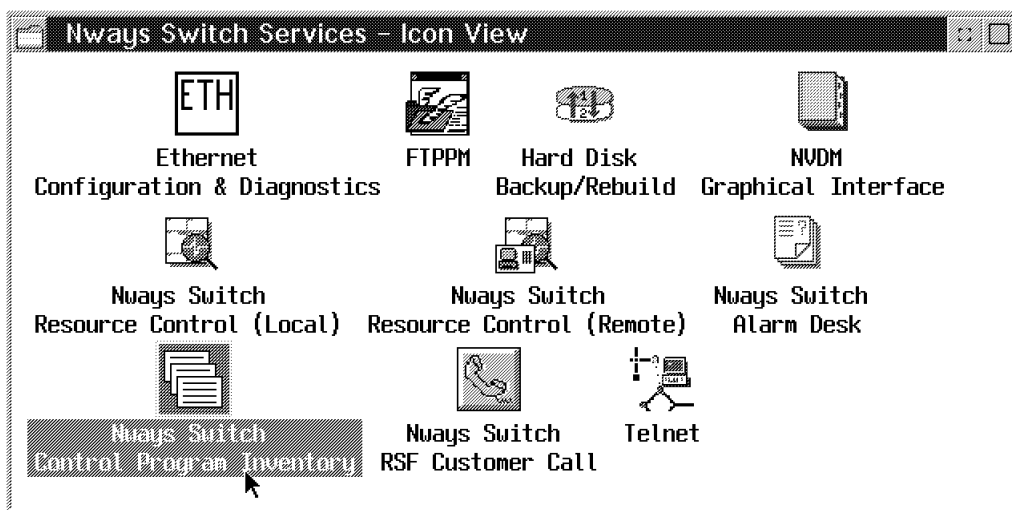 Nways Switch Services - Icon View
ETH
1
2
Ethernet
Configuration & Diagnostics
FTPPM
Hard Disk
Backup/Rebuild
NVDM
Graphical Interface
?
Nways Switch
Resource Control (Local)
Nways Switch
Resource Control (Remote)
Nways Switch
Alarm Desk
Nways Switch
Control Program Inventory
Nways Switch
RSF Customer Call
Telnet